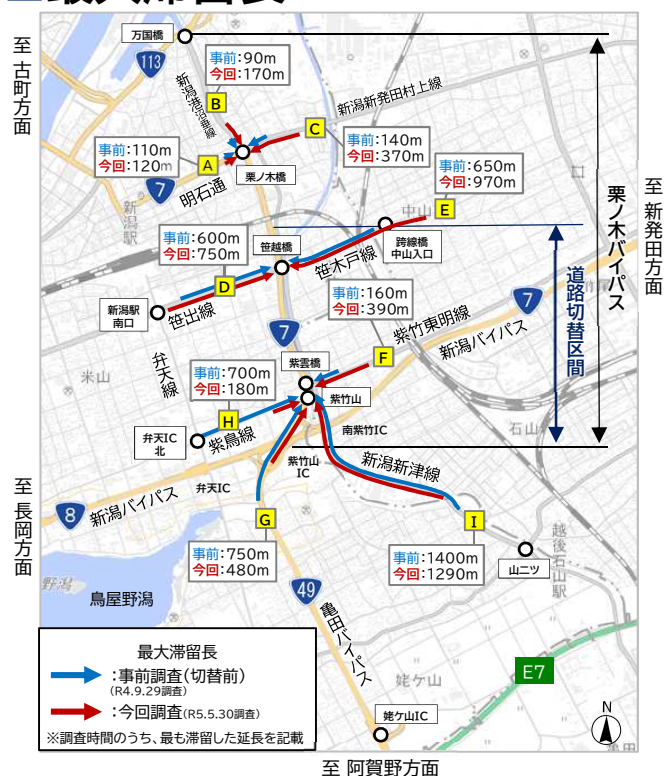 至 古町方面
万国橋
113
事前:90m
今回:170m
B
新潟港沿垂線
新潟新発田村上線
C
事前:140m
今回:370m
事前:110m
今回:120m
A
栗ノ木橋
7
明石通
新潟駅
事前:650m
今回:970m
E
中山
至 新発田方面
栗ノ木バイパス
道路切替区間
事前:600m
今回:750m
笹越橋
跨線橋
中山入口
笹木戸線
D
新潟駅
南口
笹出線
事前:160m
今回:390m
7
7
紫竹東明線
新潟バイパス
弁天線
米山
紫雲橋
F
事前:700m
今回:180m
紫竹山
H
石山
弁天IC
北
紫鳥線
南紫竹IC
紫竹山
IC
新潟新津線
至 長岡方面
8
新潟バイパス
弁天IC
G
I
事前:750m
今回:480m
事前:1400m
今回:1290m
山二ツ
越後石山駅
鳥屋野潟
49
亀田バイパス
最大滞留長
:事前調査(切替前)
(R4.9.29調査)
:今回調査(R5.5.30調査)
※調査時間のうち、最も滞留した延長を記載
E7
姥ケ山
姥ケ山IC
N
至 阿賀野方面